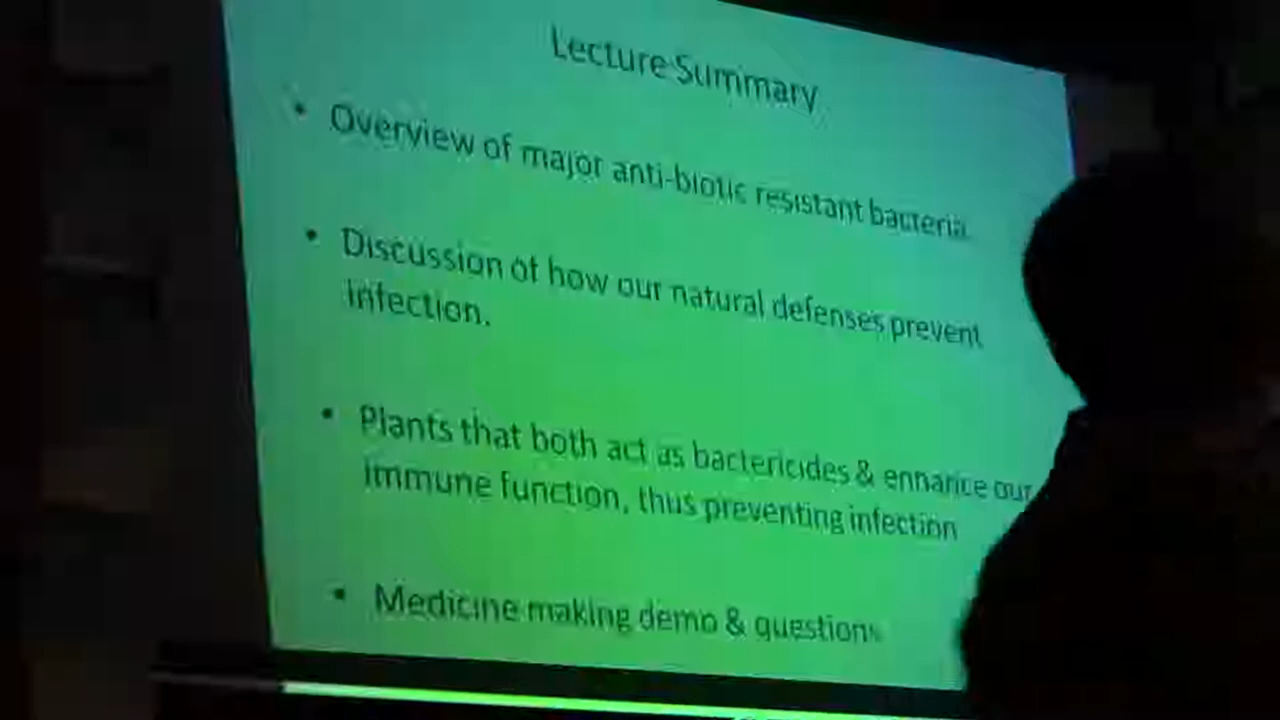 Lecture Summary
• Overview of major anti-biotic resistant bacteria.
• Discussion of how our natural defenses prevent
infection.
• Plants that both act as bactericides & enhance our
immune function, thus preventing infection
• Medicine making demo & questions